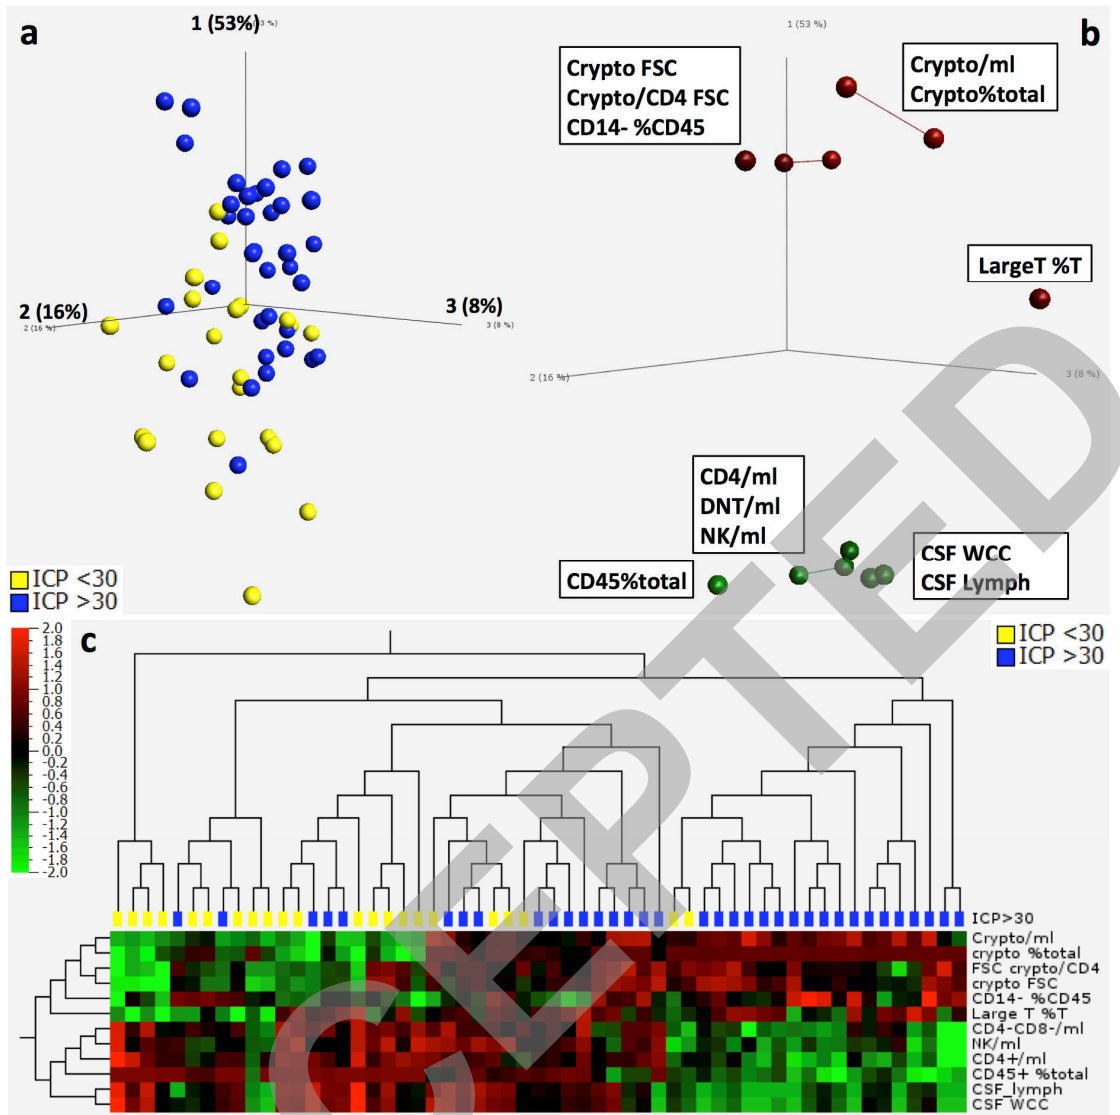 a
1 (53%)
53 %)
2 (16%)
2 (16 %)
3 (8%)
3 (8 %)
ICP <30
ICP >30
b
1 (53 %)
Crypto FSC
Crypto/CD4 FSC
CD14- %CD45
Crypto/ml
Crypto%total
LargeT %T
2 (16 %)
3 (8 %)
CD4/ml
DNT/ml
NK/ml
CD45%total
CSF WCC
CSF Lymph
c
2.0
1.8
1.6
1.4
1.2
1.0
0.8
0.6
0.4
0.2
0.0
-0.2
-0.4
-0.6
-0.8
-1.0
-1.2
-1.4
-1.6
-1.8
-2.0
ICP <30
ICP >30
ICP>30
Crypto/ml
crypto %total
FSC crypto/CD4
crypto FSC
CD14- %CD45
Large T %T
CD4-CD8-/ml
NK/ml
CD4+/ml
CD45+ %total
CSF_lymph
CSF WCC
CEPTED